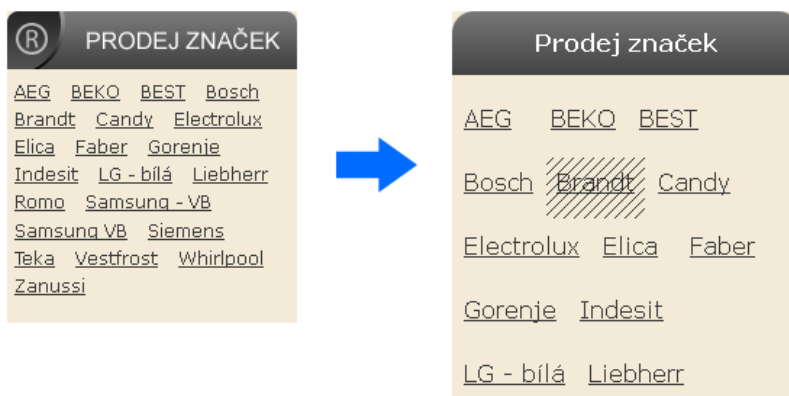 ® PRODEJ ZNAČEK
AEG BEKO BEST Bosch
Brandt Candy Electrolux
Elica Faber Gorenje
Indesit LG - bílá Liebherr
Romo Samsung - VB
Samsung VB Siemens
Teka Vestfrost Whirlpool
Zanussi
Prodej značek
AEG BEKO BEST
Bosch Brandt Candy
Electrolux Elica Faber
Gorenje Indesit
LG - bílá Liebherr